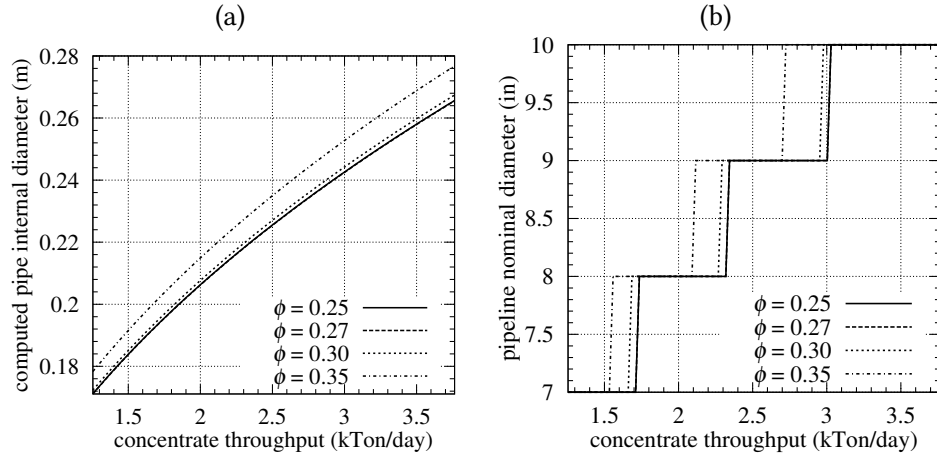 (a)
computed pipe internal diameter (m)
0.28
0.26
0.24
0.22
0.2
0.18
1.5
2
2.5
3
3.5
concentrate throughput (kTon/day)
ϕ = 0.25
ϕ = 0.27
ϕ = 0.30
ϕ = 0.35
(b)
pipeline nominal diameter (in)
10
9.5
9
8.5
8
7.5
7
1.5
2
2.5
3
3.5
concentrate throughput (kTon/day)
ϕ = 0.25
ϕ = 0.27
ϕ = 0.30
ϕ = 0.35